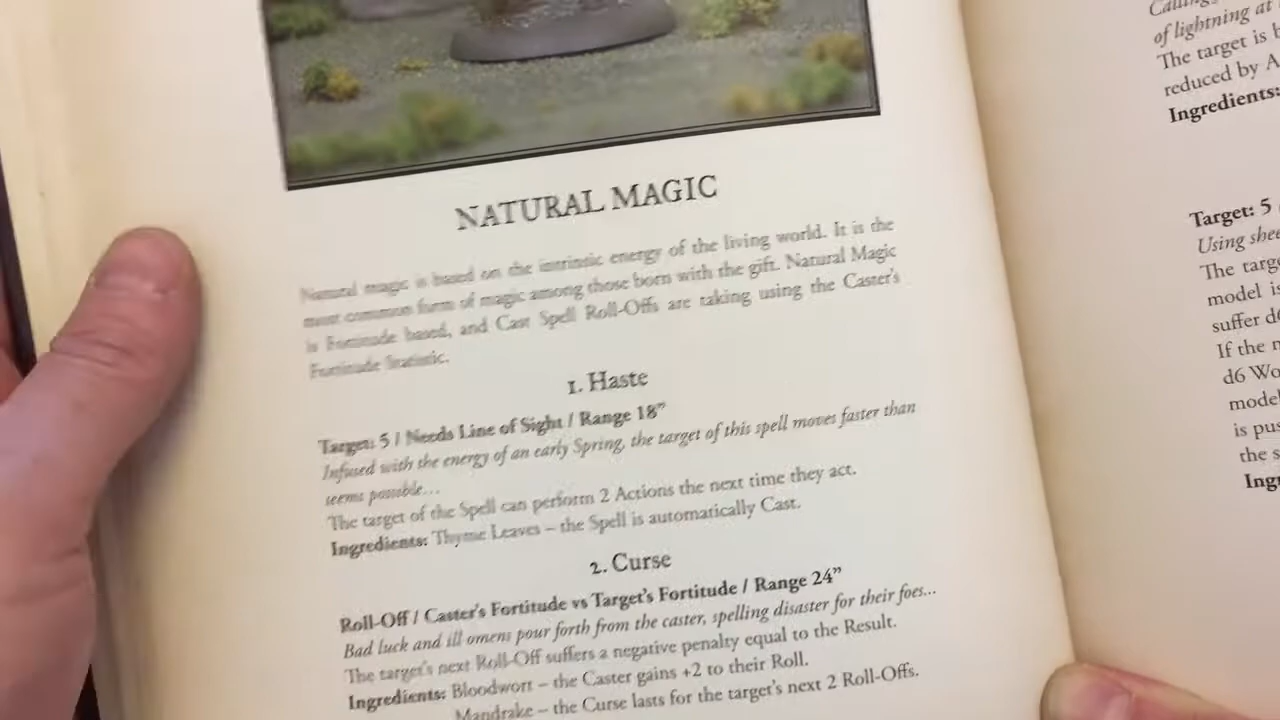 NATURAL MAGIC
Natural magic is based on the intrinsic energy of the living world. It is the
most common form of magic among those born with the gift. Natural Magic
is Fortitude based, and Cast Spell Roll-Offs are taking using the Caster's
Fortitude Statistic.
1. Haste
Target: 5 / Needs Line of Sight / Range 18"
Infused with the energy of an early Spring, the target of this spell moves faster than
seems possible...
The target of the Spell can perform 2 Actions the next time they act.
Ingredients: Thyme Leaves – the Spell is automatically Cast.
2. Curse
Roll-Off / Caster's Fortitude vs Target's Fortitude / Range 24"
Bad luck and ill omens pour forth from the caster, spelling disaster for their foes...
The target's next Roll-Off suffers a negative penalty equal to the Result.
Ingredients: Bloodwort – the Caster gains +2 to their Roll.
Mandrake – the Curse lasts for the target's next 2 Roll-Offs.
of lightning at
The target is
reduced by
Ingredients:
Target: 5
Using
The
model
suffer
If the
d6
model
is
the